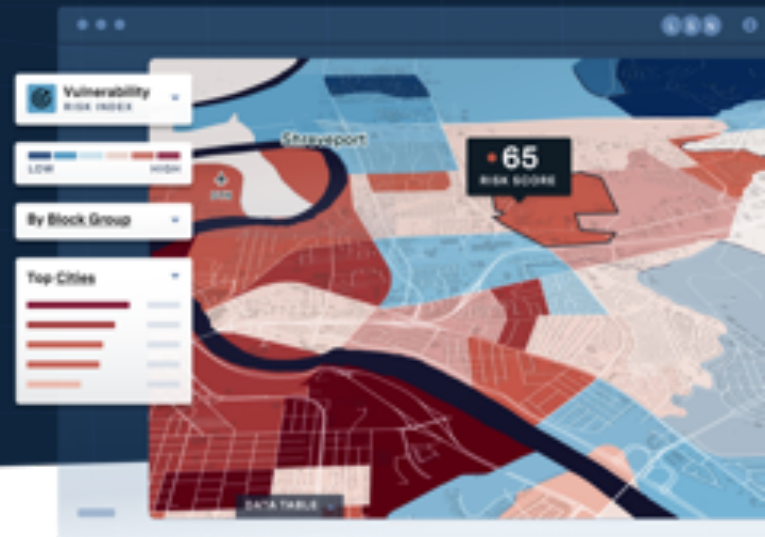 Vulnerability
RISK INDEX
LOW HIGH
By Block Group
Top Cities
Shreveport
65
RISK SCORE
DATA TABLE